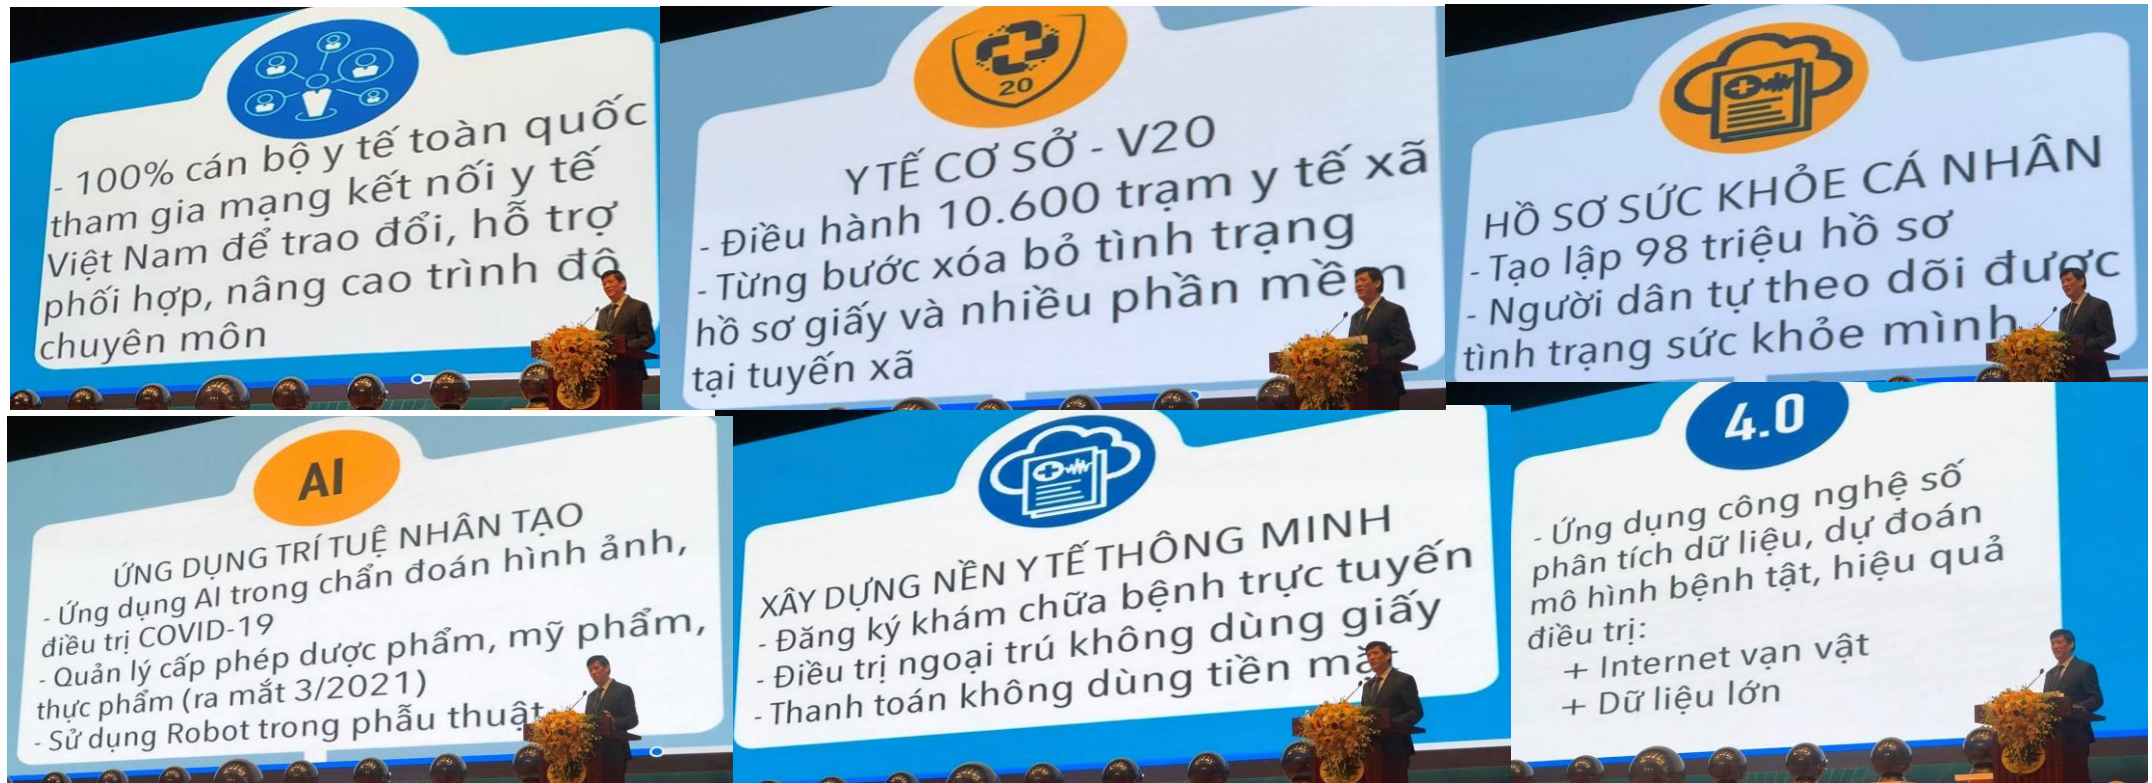 - 100% cán bộ y tế toàn quốc
tham gia mạng kết nối y tế
Việt Nam để trao đổi, hỗ trợ
phối hợp, nâng cao trình độ
chuyên môn
20
Y TẾ CƠ SỞ - V20
- Điều hành 10.600 trạm y tế xã
- Từng bước xóa bỏ tình trạng
hồ sơ giấy và nhiều phần mềm
tại tuyến xã
HỒ SƠ SỨC KHỎE CÁ NHÂN
- Tạo lập 98 triệu hồ sơ
- Người dân tự theo dõi được
tình trạng sức khỏe mình
AI
ỨNG DỤNG TRÍ TUỆ NHÂN TẠO
- Ứng dụng AI trong chẩn đoán hình ảnh,
điều trị COVID-19
- Quản lý cấp phép dược phẩm, mỹ phẩm,
thực phẩm (ra mắt 3/2021)
- Sử dụng Robot trong phẫu thuật
XÂY DỰNG NỀN Y TẾ THÔNG MINH
- Đăng ký khám chữa bệnh trực tuyến
- Điều trị ngoại trú không dùng giấy
- Thanh toán không dùng tiền mặt
4.0
- Ứng dụng công nghệ số
phân tích dữ liệu, dự đoán
mô hình bệnh tật, hiệu quả
điều trị:
+ Internet vạn vật
+ Dữ liệu lớn